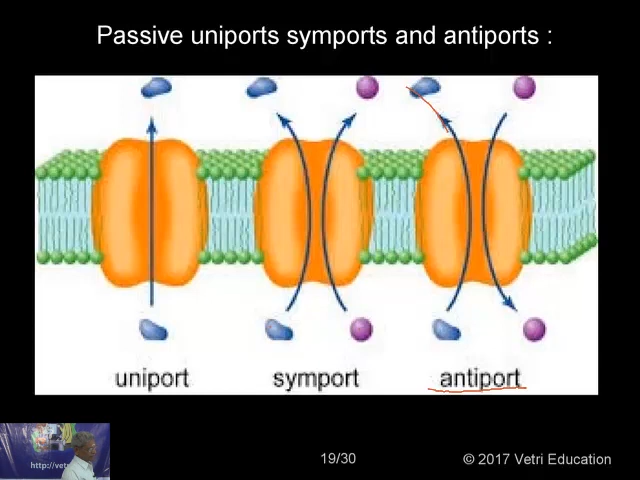 Passive uniports symports and antiports :
uniport symport antiport
19/30 © 2017 Vetri Education